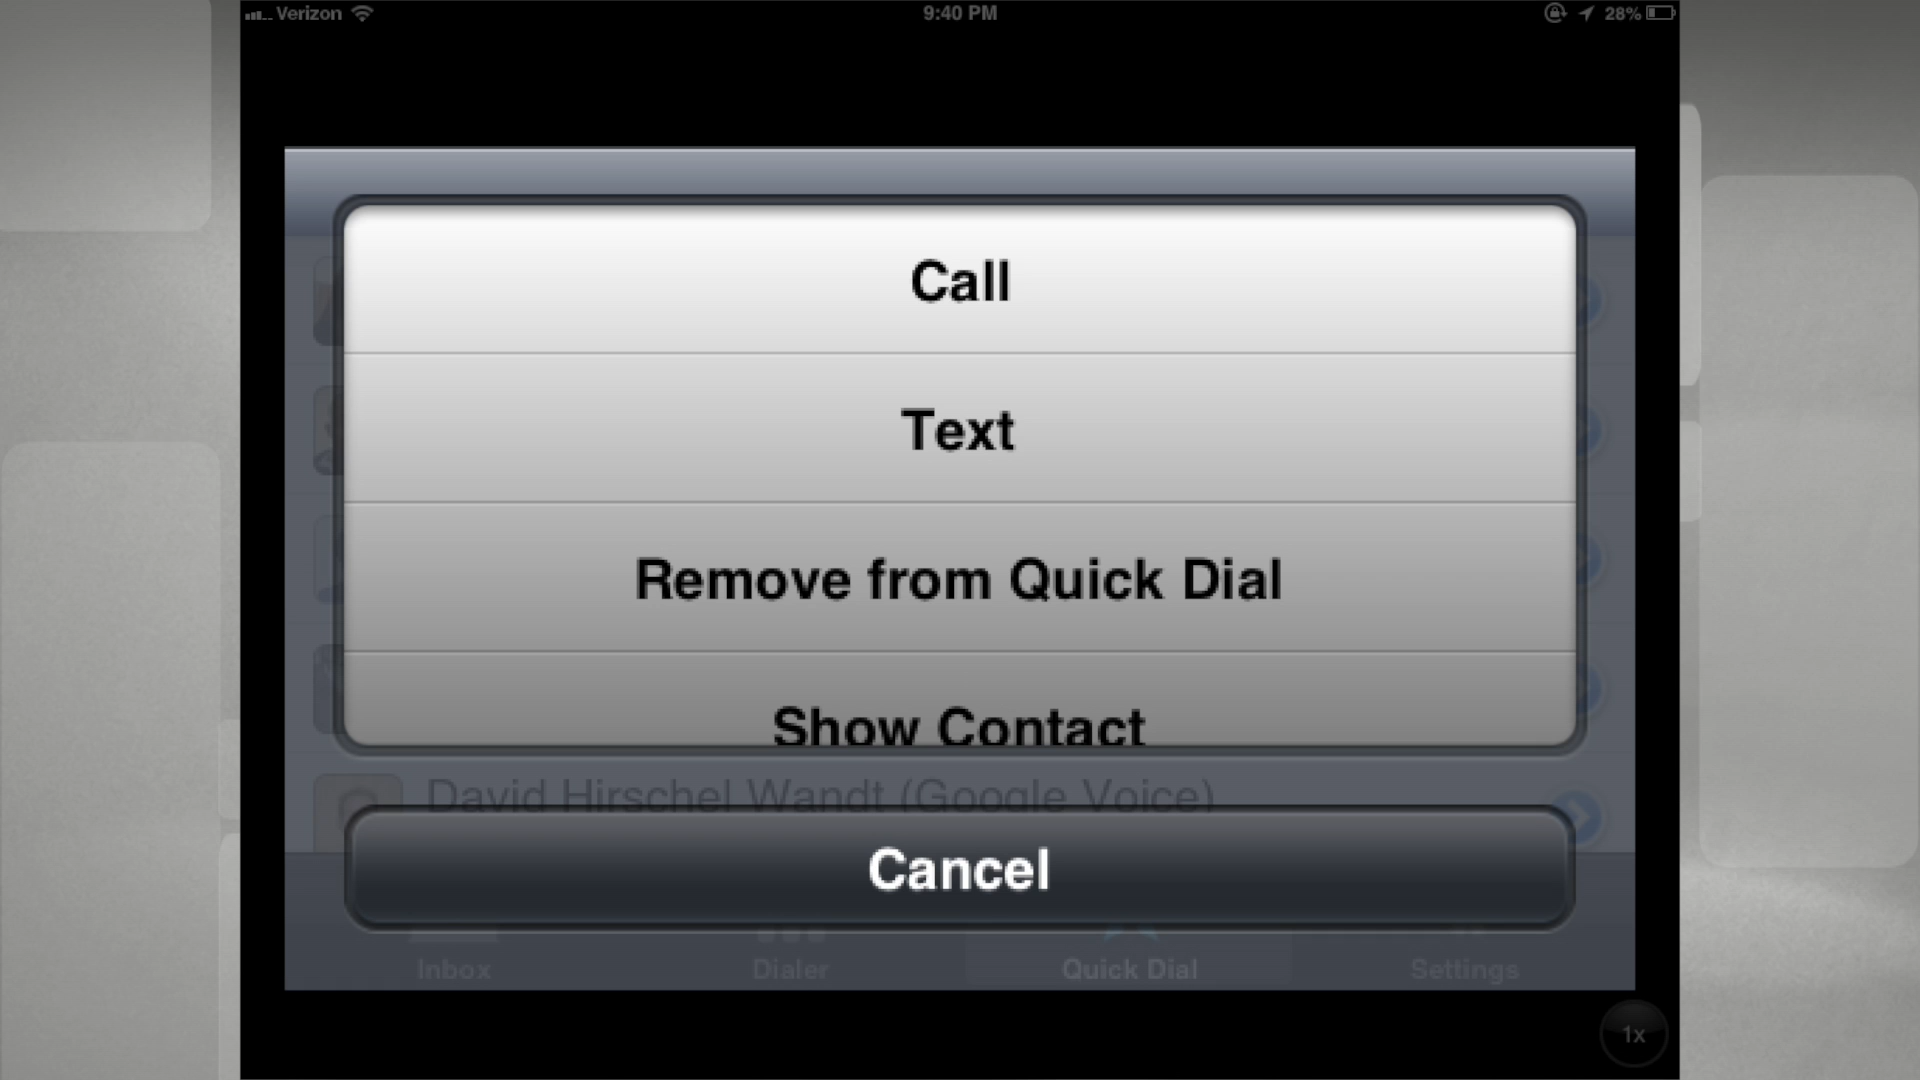 Verizon 9:40 PM 28%
Call
Text
Remove from Quick Dial
Show Contact
David Hirschel Wandt (Google Voice)
Cancel
Inbox Dialer Quick Dial Settings
1x